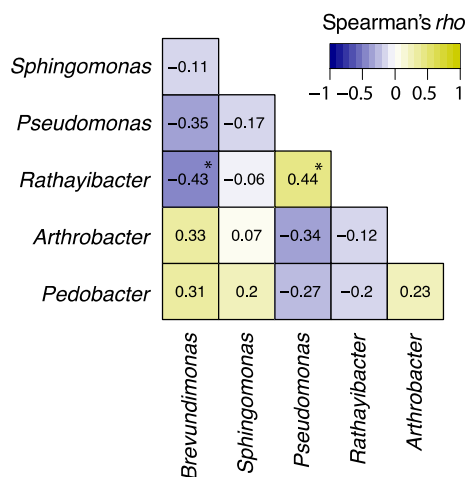 Spearman's rho
−1 −0.5 0 0.5 1
Sphingomonas −0.11
Pseudomonas −0.35 −0.17
Rathayibacter −0.43* −0.06 0.44*
Arthrobacter 0.33 0.07 −0.34 −0.12
Pedobacter 0.31 0.2 −0.27 −0.2 0.23
Brevundimonas Sphingomonas Pseudomonas Rathayibacter Arthrobacter